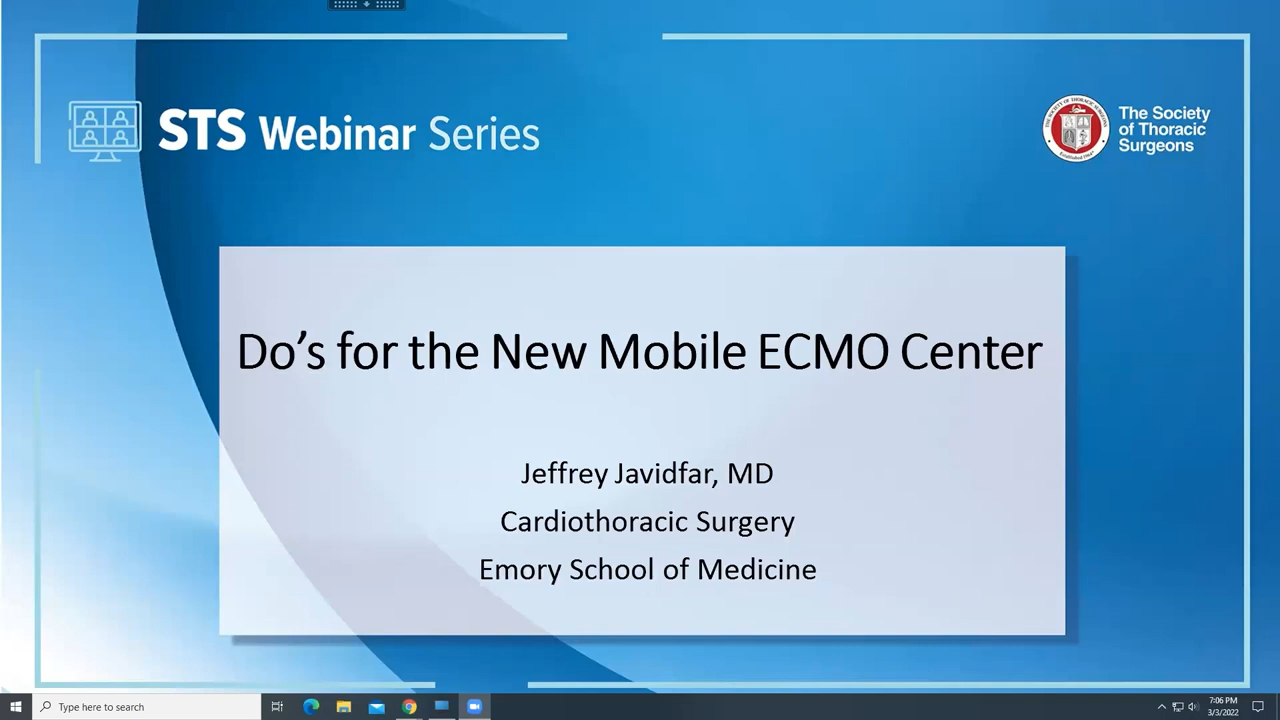 STS Webinar Series
The Society
of Thoracic
Surgeons
Do's for the New Mobile ECMO Center
Jeffrey Javidfar, MD
Cardiothoracic Surgery
Emory School of Medicine
Type here to search
7:06 PM
3/3/2022